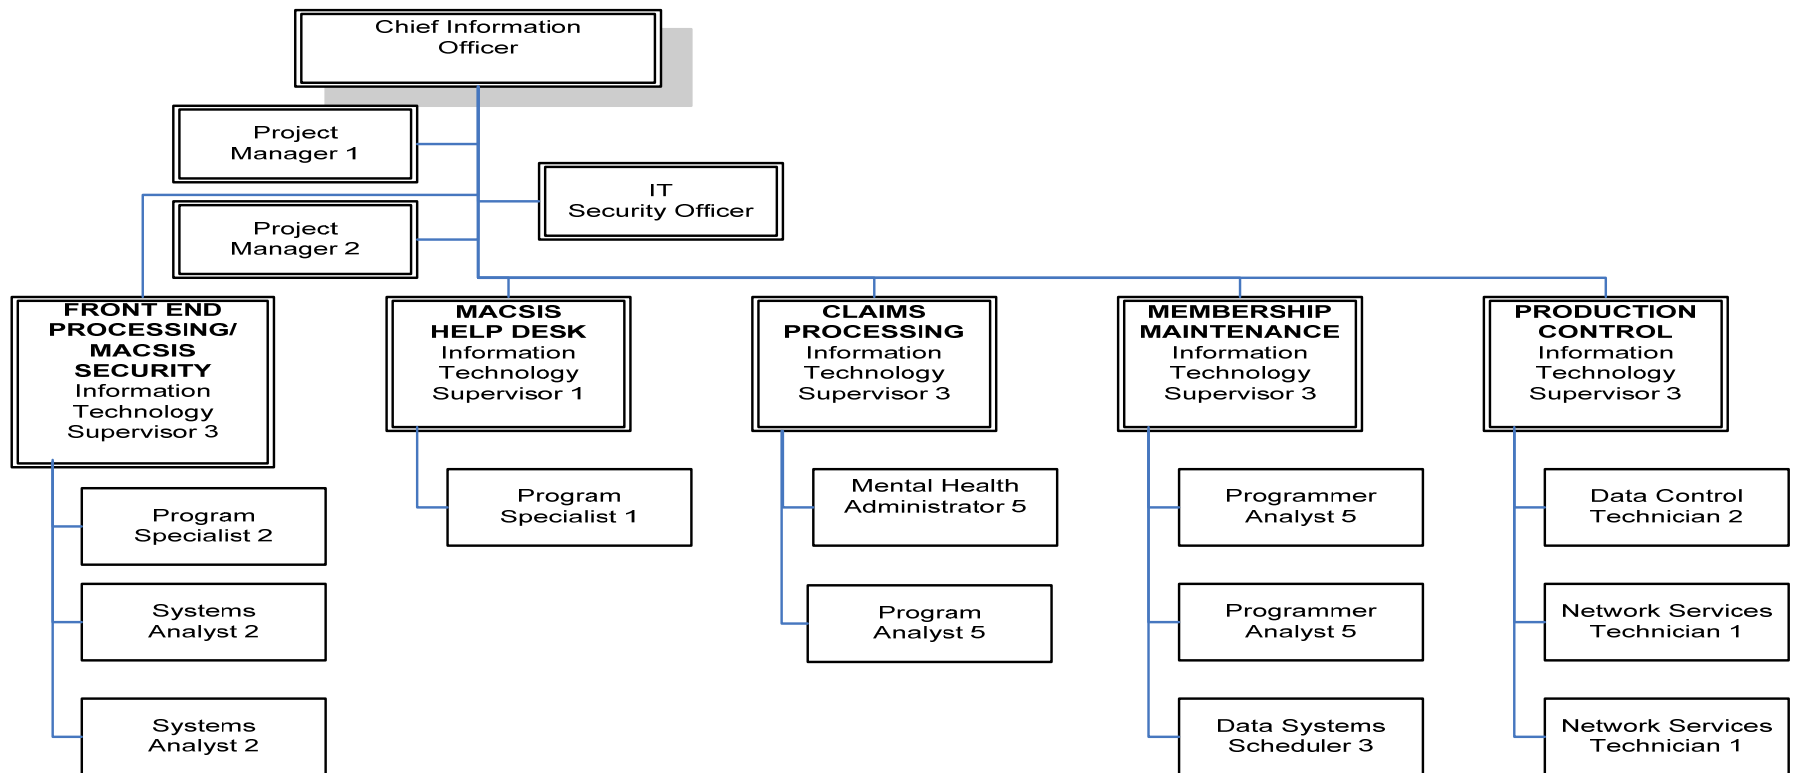 Chief Information
Officer
Project
Manager 1
IT
Security Officer
Project
Manager 2
FRONT END
PROCESSING/
MACSIS
SECURITY
Information
Technology
Supervisor 3
MACSIS
HELP DESK
Information
Technology
Supervisor 1
CLAIMS
PROCESSING
Information
Technology
Supervisor 3
MEMBERSHIP
MAINTENANCE
Information
Technology
Supervisor 3
PRODUCTION
CONTROL
Information
Technology
Supervisor 3
Program
Specialist 2
Systems
Analyst 2
Systems
Analyst 2
Program
Specialist 1
Mental Health
Administrator 5
Program
Analyst 5
Programmer
Analyst 5
Programmer
Analyst 5
Data Systems
Scheduler 3
Data Control
Technician 2
Network Services
Technician 1
Network Services
Technician 1